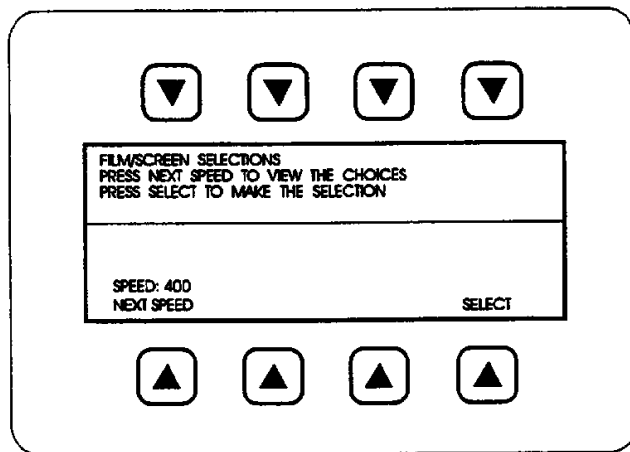 FILM/SCREEN SELECTIONS
PRESS NEXT SPEED TO VIEW THE CHOICES
PRESS SELECT TO MAKE THE SELECTION
SPEED: 400
NEXT SPEED SELECT